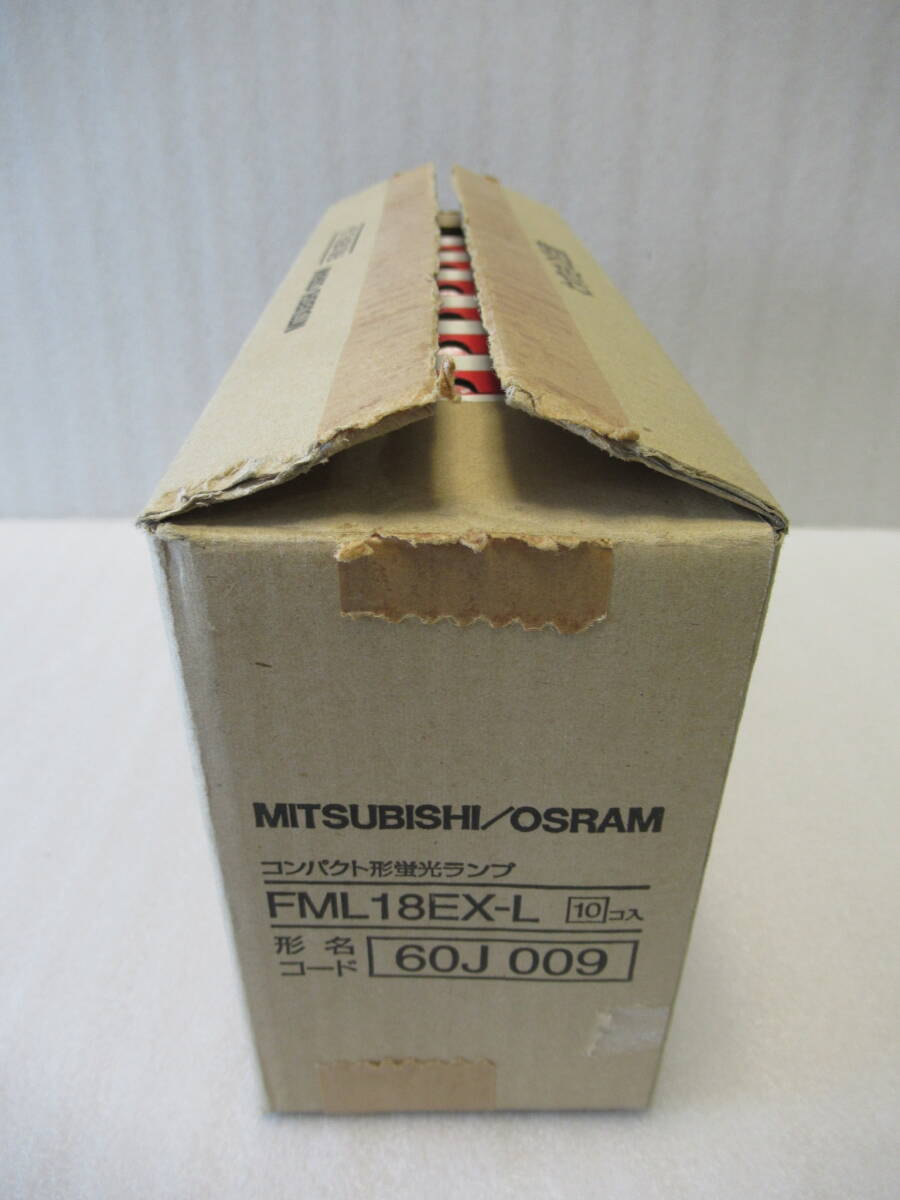 MITSUBISHI/OSRAM
コンパクト形蛍光ランプ
FML18EX-L 10コ入
形名
コード 60J 009